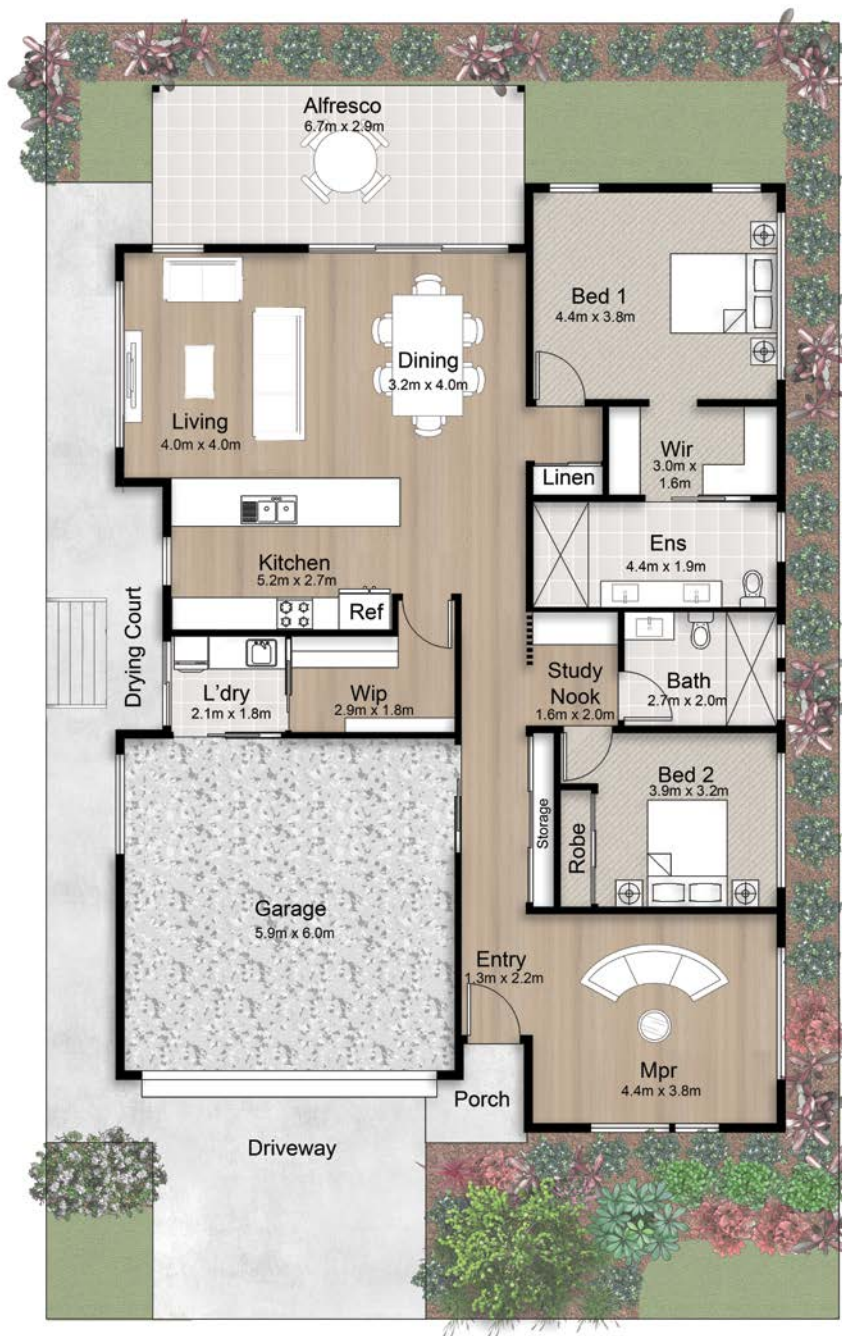 Alfresco
6.7m x 2.9m
Bed 1
4.4m x 3.8m
Dining
3.2m x 4.0m
Living
4.0m x 4.0m
Wir
3.0m x
1.6m
Linen
Ens
4.4m x 1.9m
Kitchen
5.2m x 2.7m
Ref
Drying Court
L'dry
2.1m x 1.8m
Wip
2.9m x 1.8m
Study
Nook
1.6m x 2.0m
Bath
2.7m x 2.0m
Bed 2
3.9m x 3.2m
Storage
Robe
Garage
5.9m x 6.0m
Entry
1.3m x 2.2m
Mpr
4.4m x 3.8m
Porch
Driveway